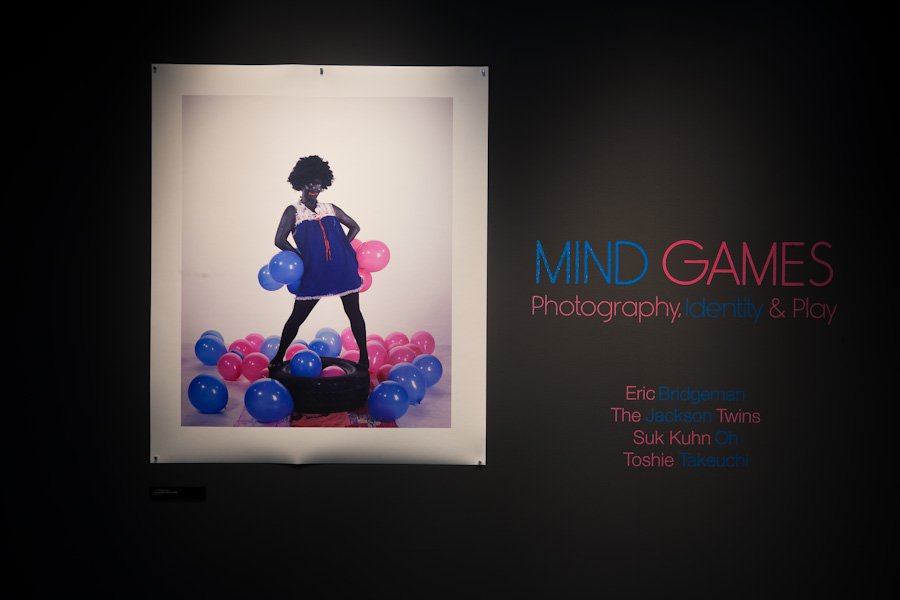 MIND GAMES
Photography, Identity & Play
Eric Bridgeman
The Jackson Twins
Suk Kuhn Oh
Toshie Takeuchi